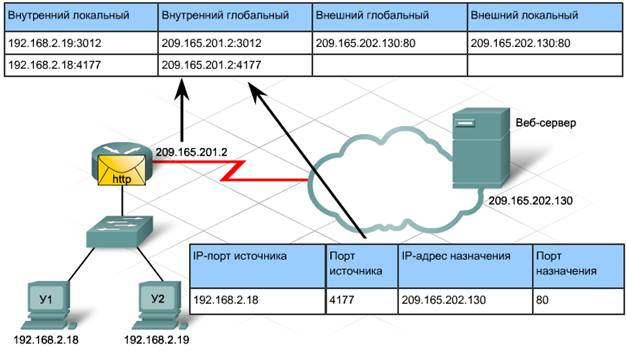 Внутренний локальный Внутренний глобальный Внешний глобальный Внешний локальный
192.168.2.19:3012 209.165.201.2:3012 209.165.202.130:80 209.165.202.130:80
192.168.2.18:4177 209.165.201.2:4177
Веб-сервер
209.165.201.2
http
209.165.202.130
IP-порт источника Порт источника IP-адрес назначения Порт назначения
192.168.2.18 4177 209.165.202.130 80
У1 У2
192.168.2.18 192.168.2.19